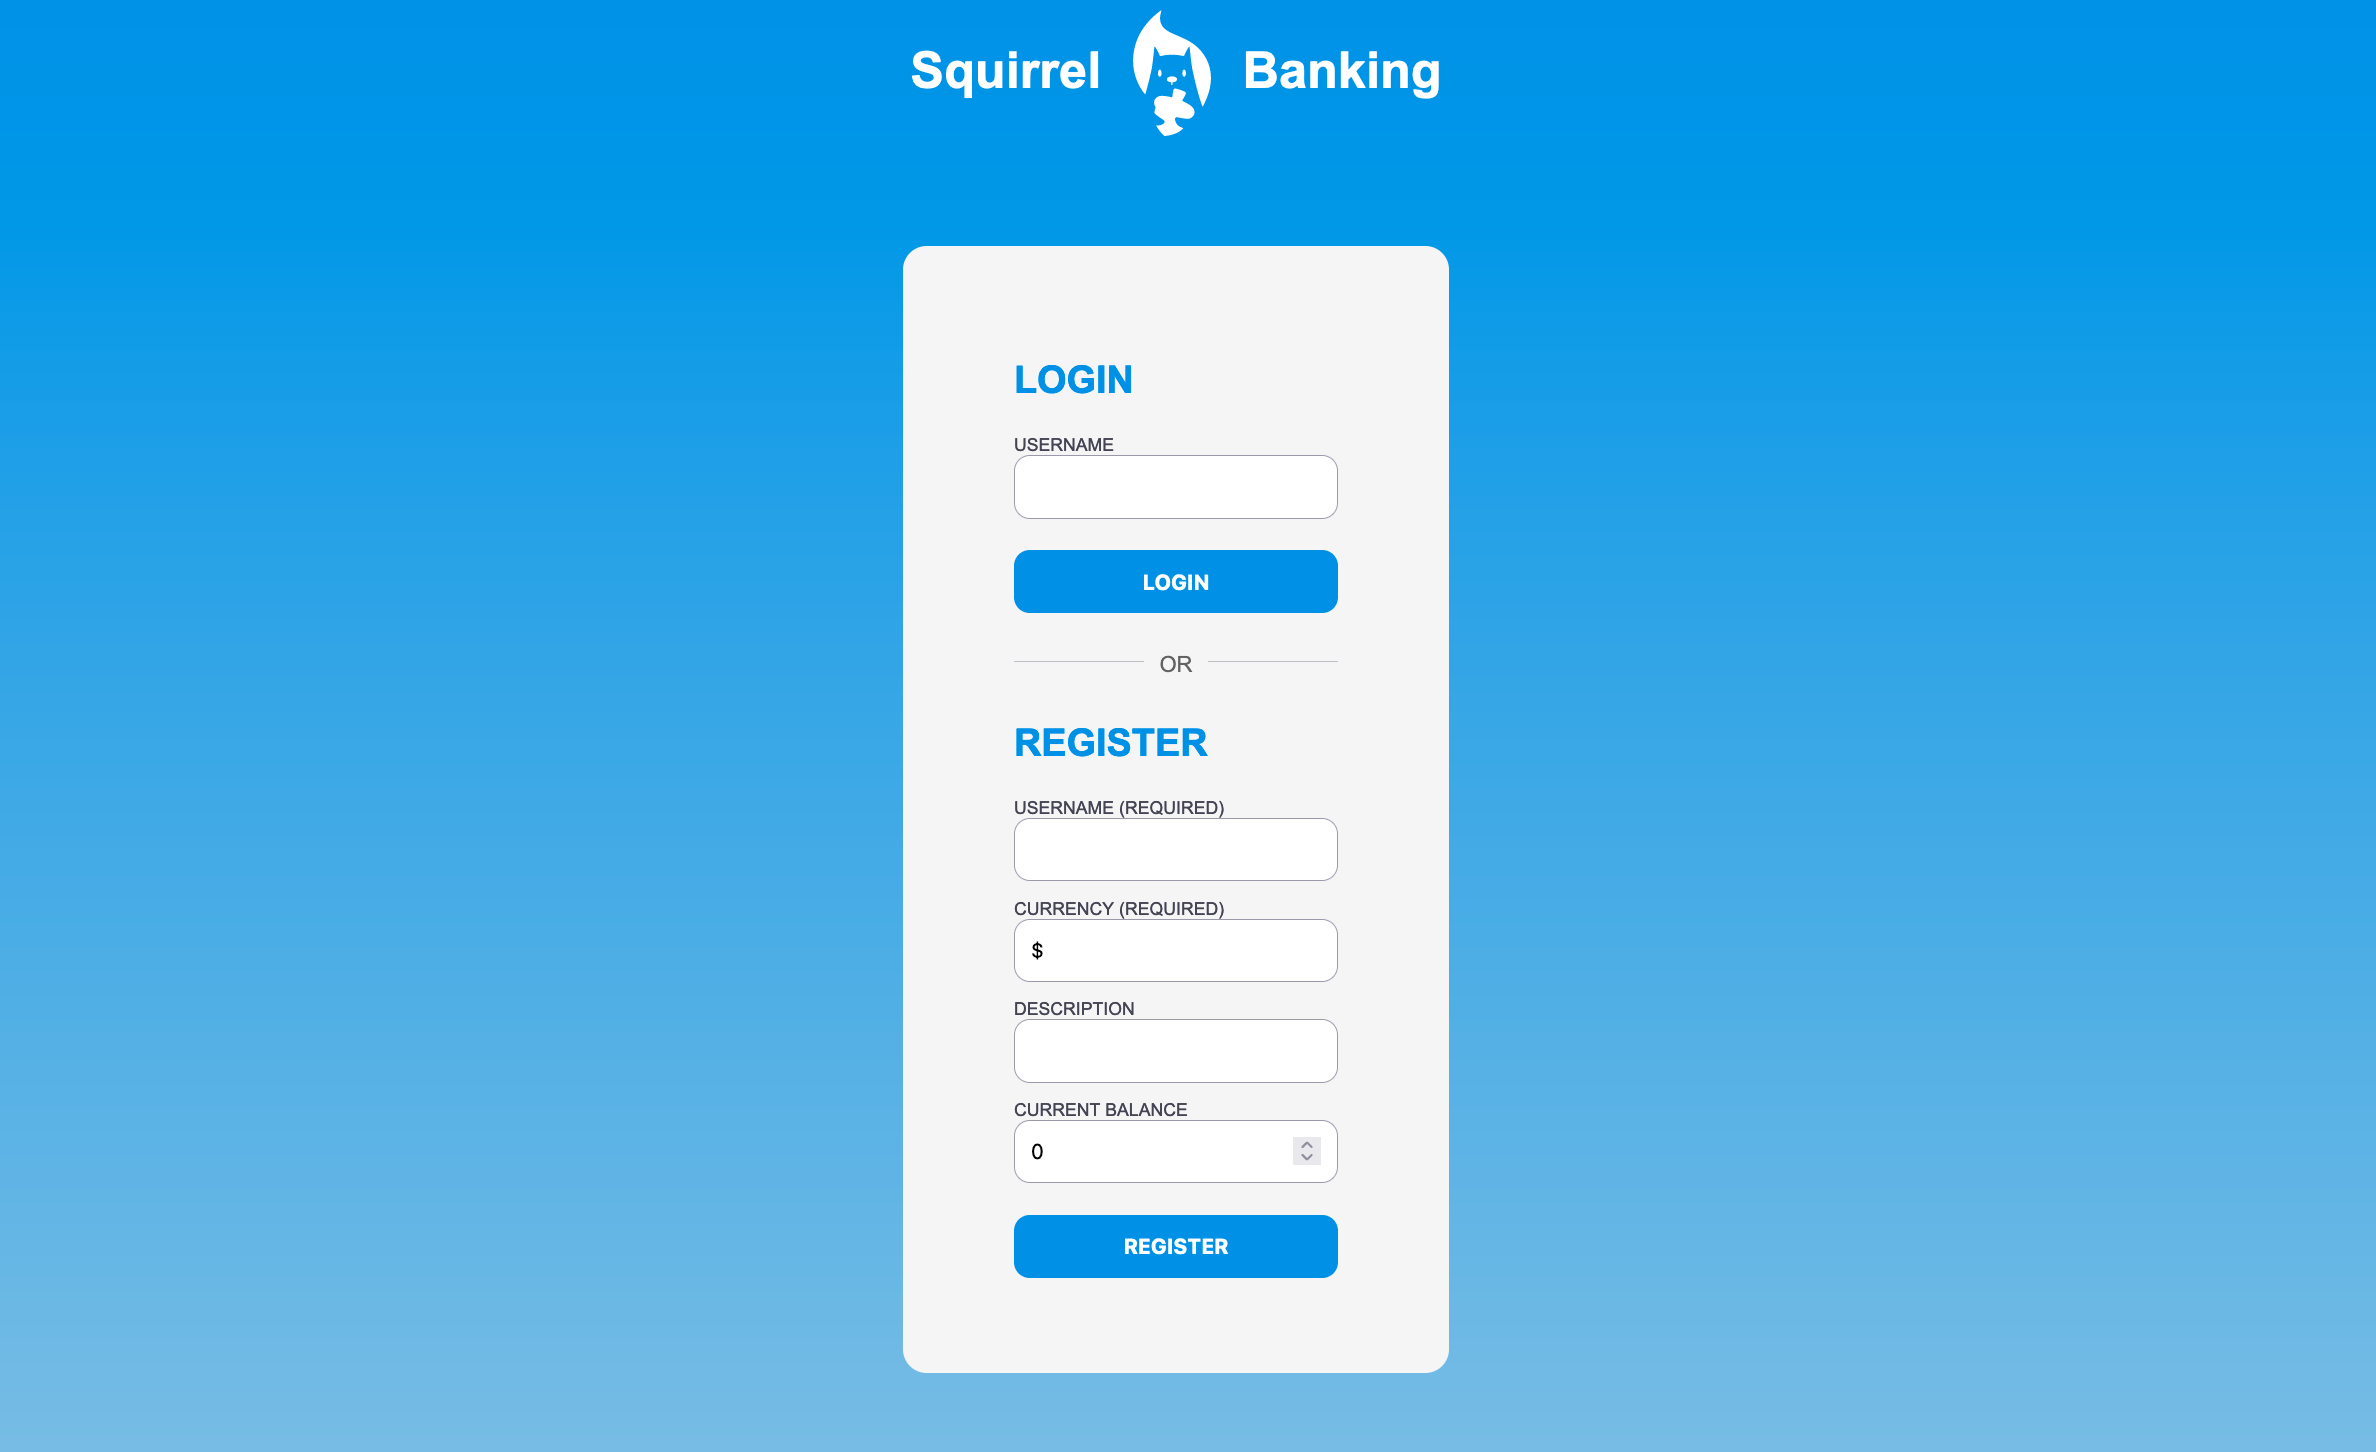 Squirrel Banking
LOGIN
USERNAME
LOGIN
OR
REGISTER
USERNAME (REQUIRED)
CURRENCY (REQUIRED)
$
DESCRIPTION
CURRENT BALANCE
0
REGISTER